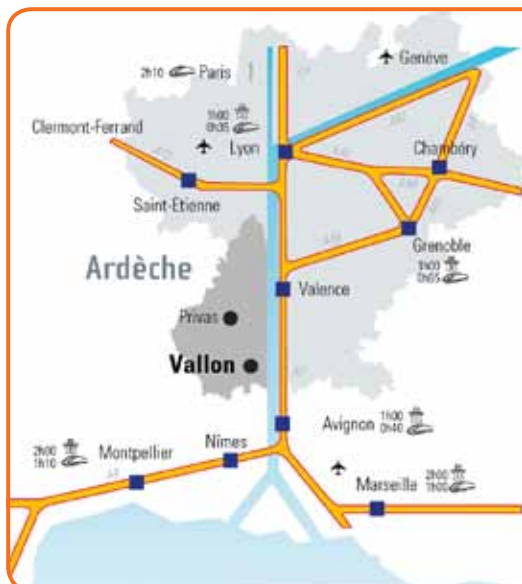 Genève
2h10 Paris
1h00
0h35
Clermont-Ferrand
Lyon
Chambéry
Saint-Etienne
Grenoble
1h00
0h55
Ardèche
Valence
Privas
Vallon
Avignon 1h00
0h40
2h00
1h10
Montpellier
Nîmes
Marseille 2h00
1h00